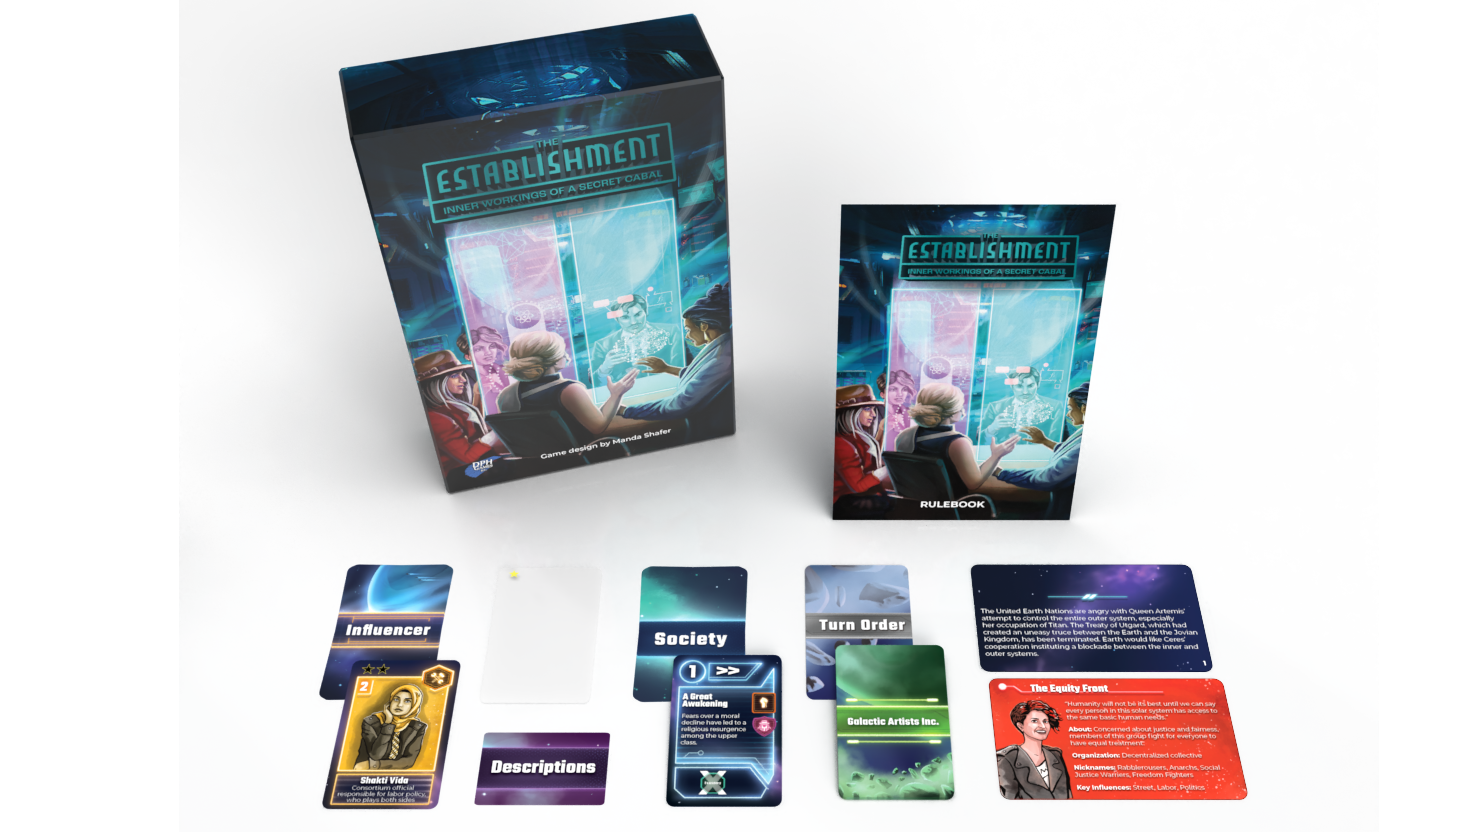 THE
ESTABLISHMENT
INNER WORKINGS OF A SECRET CABAL
Game design by Manda Shafer
DPH
THE
ESTABLISHMENT
INNER WORKINGS OF A SECRET CABAL
RULEBOOK
Influencer
Society
Turn Order
The United Earth Nations are angry with Queen Artemis'
attempt to control the entire outer system, especially
her occupation of Titan. The Treaty of Utgard, which had
created an uneasy truce between the Earth and the Jovian
Kingdom, has been terminated. Earth would like Ceres'
cooperation instituting a blockade between the inner and
outer systems.
1
2
Shakti Vida
Consortium official
responsible for labor policy,
who plays both sides
Descriptions
1 >>
A Great
Awakening
Fears over a moral
decline have led to a
religious resurgence
among the upper
class.
Galactic Artists Inc.
The Equity Front
"Humanity will not be its best until we can say
every person in this solar system has access to
the same basic human needs."
About: Concerned about justice and fairness,
members of this group fight for everyone to
have equal treatment.
Organization: Decentralized collective
Nicknames: Rabblerousers, Anarchs, Social
Justice Warriers, Freedom Fighters
Key Influences: Street, Labor, Politics